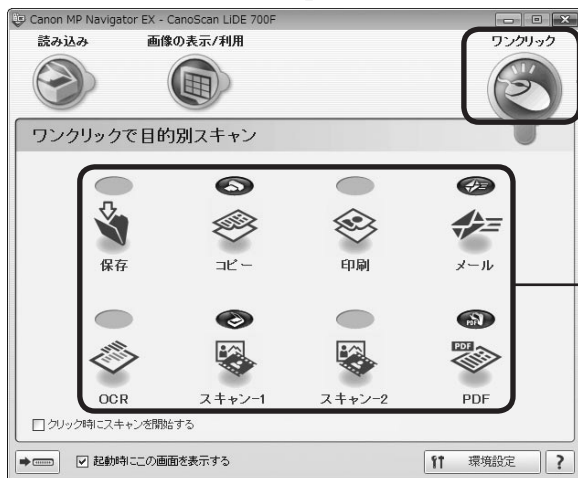 Canon MP Navigator EX - CanoScan LiDE 700F
読み込み 画像の表示/利用 ワンクリック
ワンクリックで目的別スキャン
保存 コピー 印刷 メール
PDF
PDF
OCR スキャン-1 スキャン-2 PDF
クリック時にスキャンを開始する
起動時にこの画面を表示する 環境設定 ?